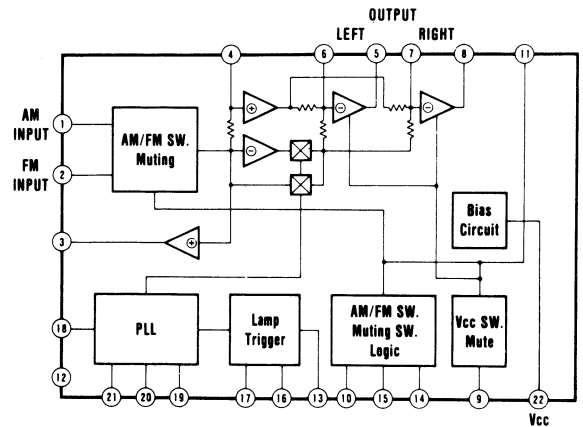 OUTPUT
LEFT
RIGHT
4
6
5
7
8
11
AM
INPUT
1
FM
INPUT
2
AM/FM SW.
Muting
+
−
−
−
3
+
Bias
Circuit
18
PLL
Lamp
Trigger
AM/FM SW.
Muting SW.
Logic
Vcc SW.
Mute
12
21
20
19
17
16
13
10
15
14
9
22
Vcc